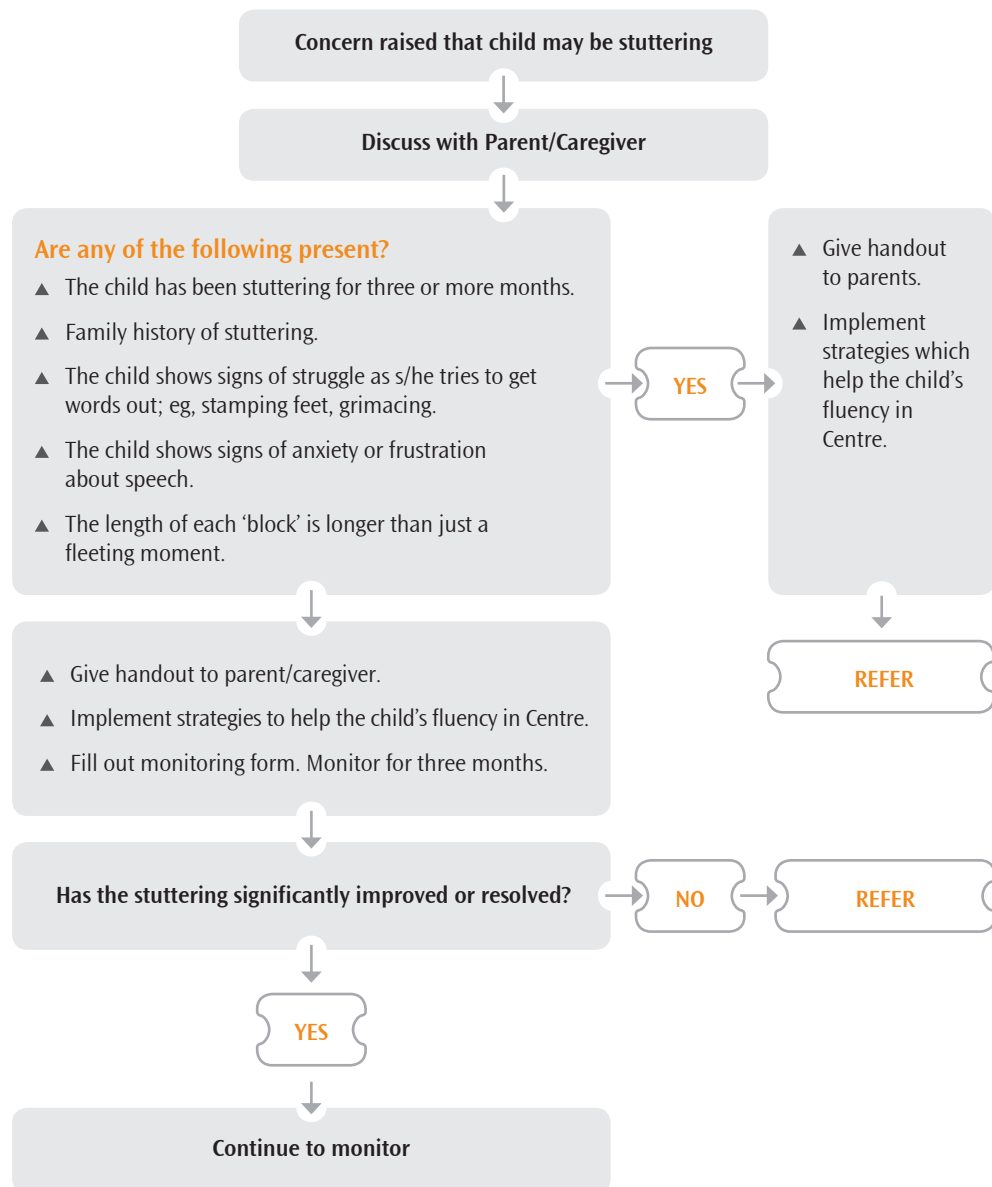 Concern raised that child may be stuttering
Discuss with Parent/Caregiver
Are any of the following present?
▲ The child has been stuttering for three or more months.
▲ Family history of stuttering.
▲ The child shows signs of struggle as s/he tries to get
words out; eg, stamping feet, grimacing.
▲ The child shows signs of anxiety or frustration
about speech.
▲ The length of each ‘block’ is longer than just a
fleeting moment.
YES
▲ Give handout
to parents.
▲ Implement
strategies which
help the child’s
fluency in
Centre.
REFER
▲ Give handout to parent/caregiver.
▲ Implement strategies to help the child’s fluency in Centre.
▲ Fill out monitoring form. Monitor for three months.
Has the stuttering significantly improved or resolved?
NO
REFER
YES
Continue to monitor